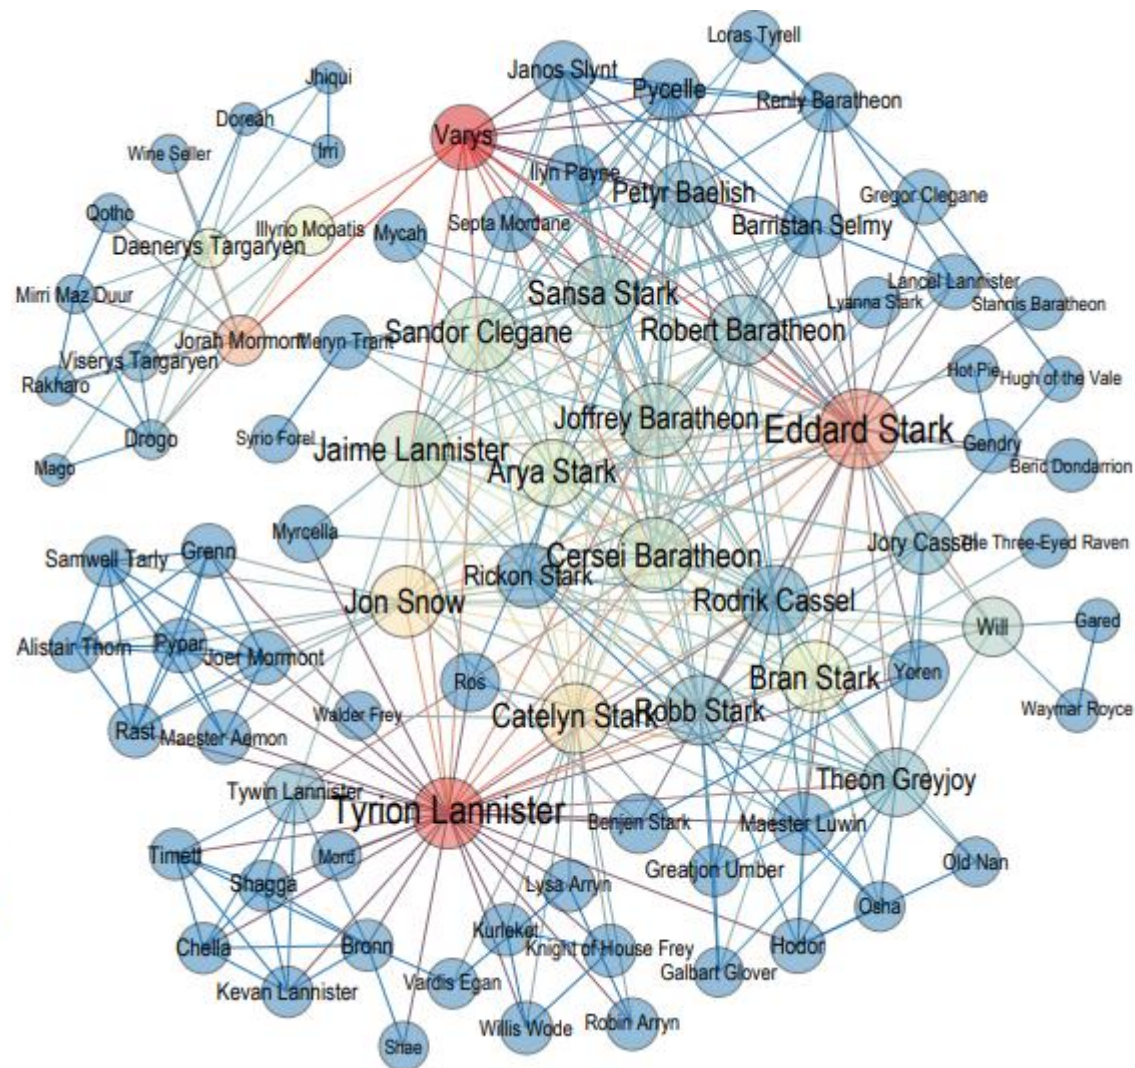 Loras Tyrell
Jhiqui
Janos Slynt
Pycelle
Renly Baratheon
Doreah
Varys
Wine Seller
Irri
Ilyn Payne
Petyr Baelish
Gregor Clegane
Qotho
Illyrio Mopatis
Septa Mordane
Mycah
Barristan Selmy
Daenerys Targaryen
Lancel Lannister
Mirri Maz Duur
Sansa Stark
Lyanna Stark
Stannis Baratheon
Sandor Clegane
Robert Baratheon
Jorah Mormont
Meryn Trant
Viserys Targaryen
Hot Pie
Hugh of the Vale
Rakharo
Joffrey Baratheon
Eddard Stark
Drogo
Syrio Forel
Jaime Lannister
Gendry
Mago
Arya Stark
Beric Dondarrion
Myrcella
Jory Cassel
The Three-Eyed Raven
Samwell Tarly
Grenn
Cersei Baratheon
Rickon Stark
Jon Snow
Rodrik Cassel
Will
Gared
Alistair Thorn
Pypar
Joer Mormont
Bran Stark
Yoren
Ros
Waymar Royce
Walder Frey
Catelyn Stark
Robb Stark
Rast
Maester Aemon
Theon Greyjoy
Tywin Lannister
Tyrion Lannister
Benjen Stark
Maester Luwin
Timett
Mord
Old Nan
Shagga
Lysa Arryn
Greatjon Umber
Osha
Kurleket
Chella
Bronn
Knight of House Frey
Hodor
Vardis Egan
Galbart Glover
Kevan Lannister
Willis Wode
Robin Arryn
Shae